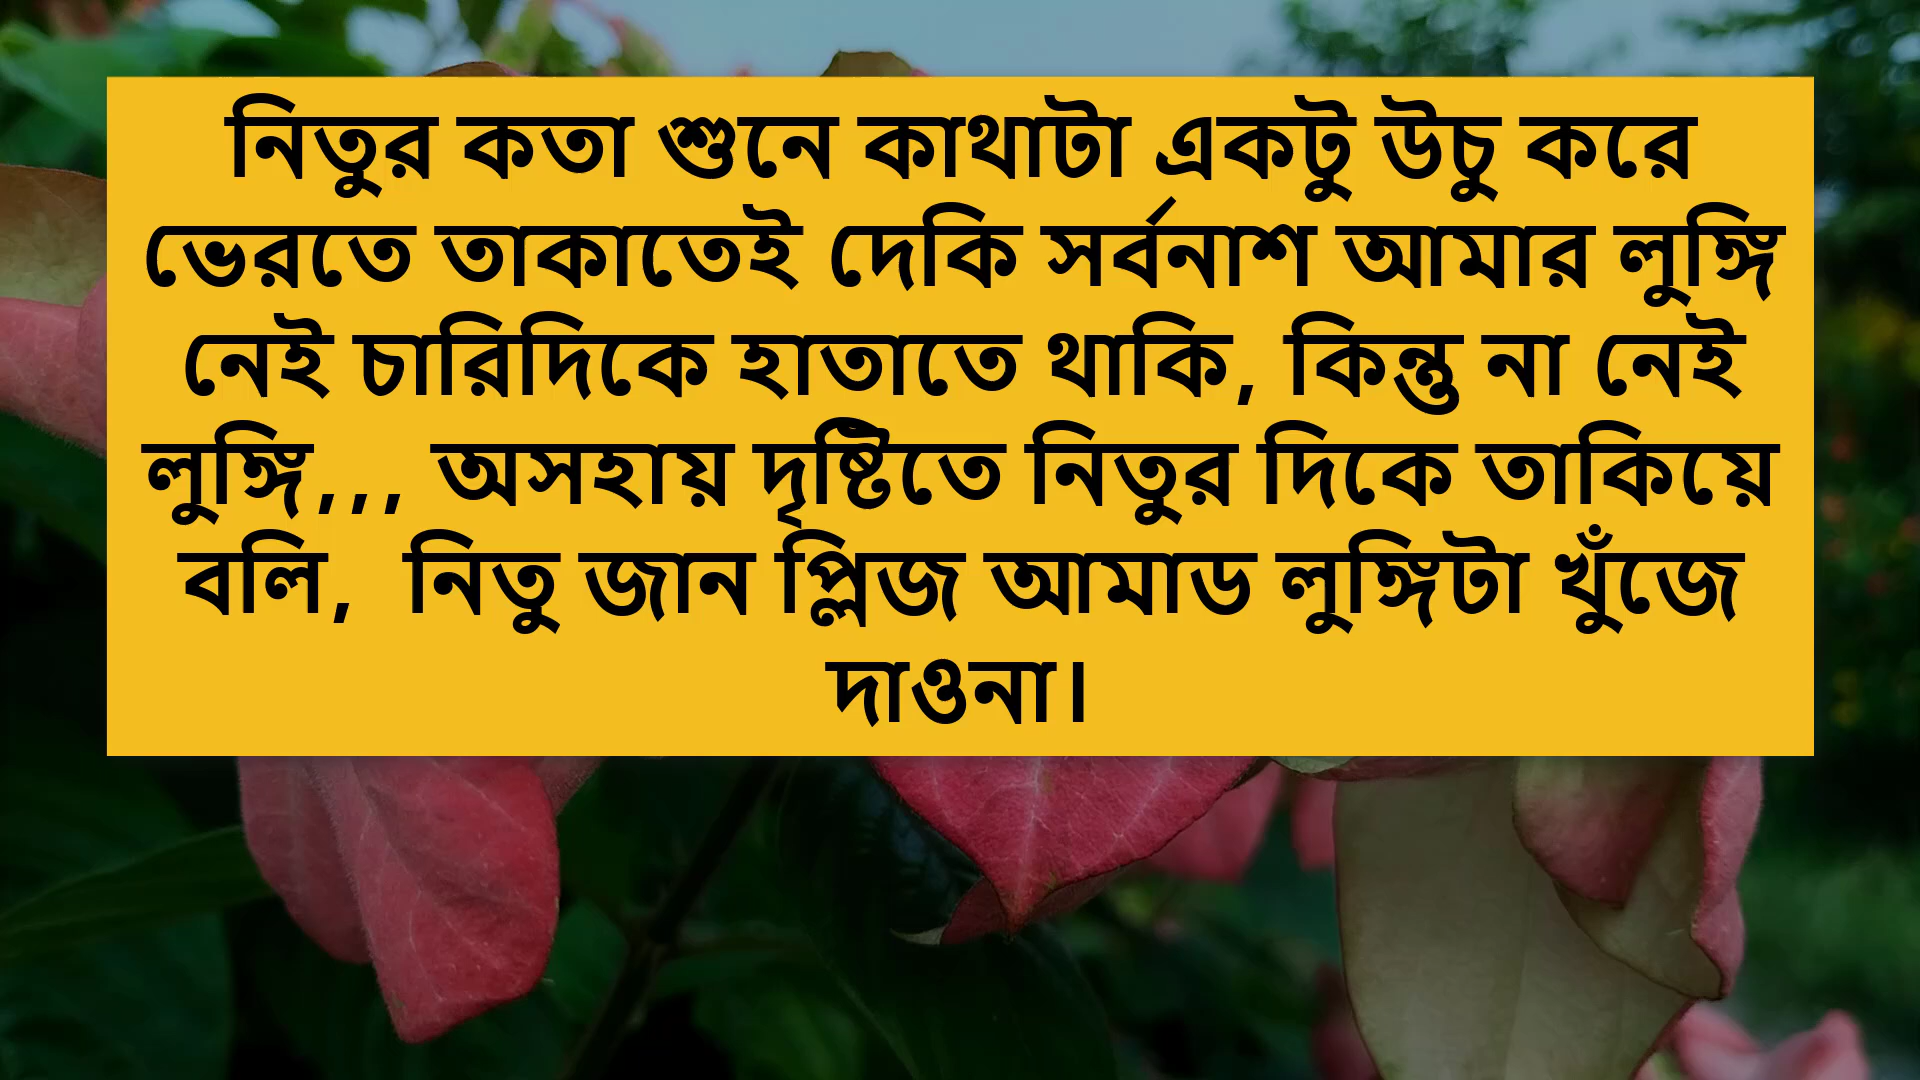 নিতুর কতা শুনে কাথাটা একটু উচু করে
ভেরতে তাকাতেই দেকি সর্বনাশ আমার লুঙ্গি
নেই চারিদিকে হাতাতে থাকি, কিন্তু না নেই
লুঙ্গি,,, অসহায় দৃষ্টিতে নিতুর দিকে তাকিয়ে
বলি,  নিতু জান প্লিজ আমাড লুঙ্গিটা খুঁজে
দাওনা।